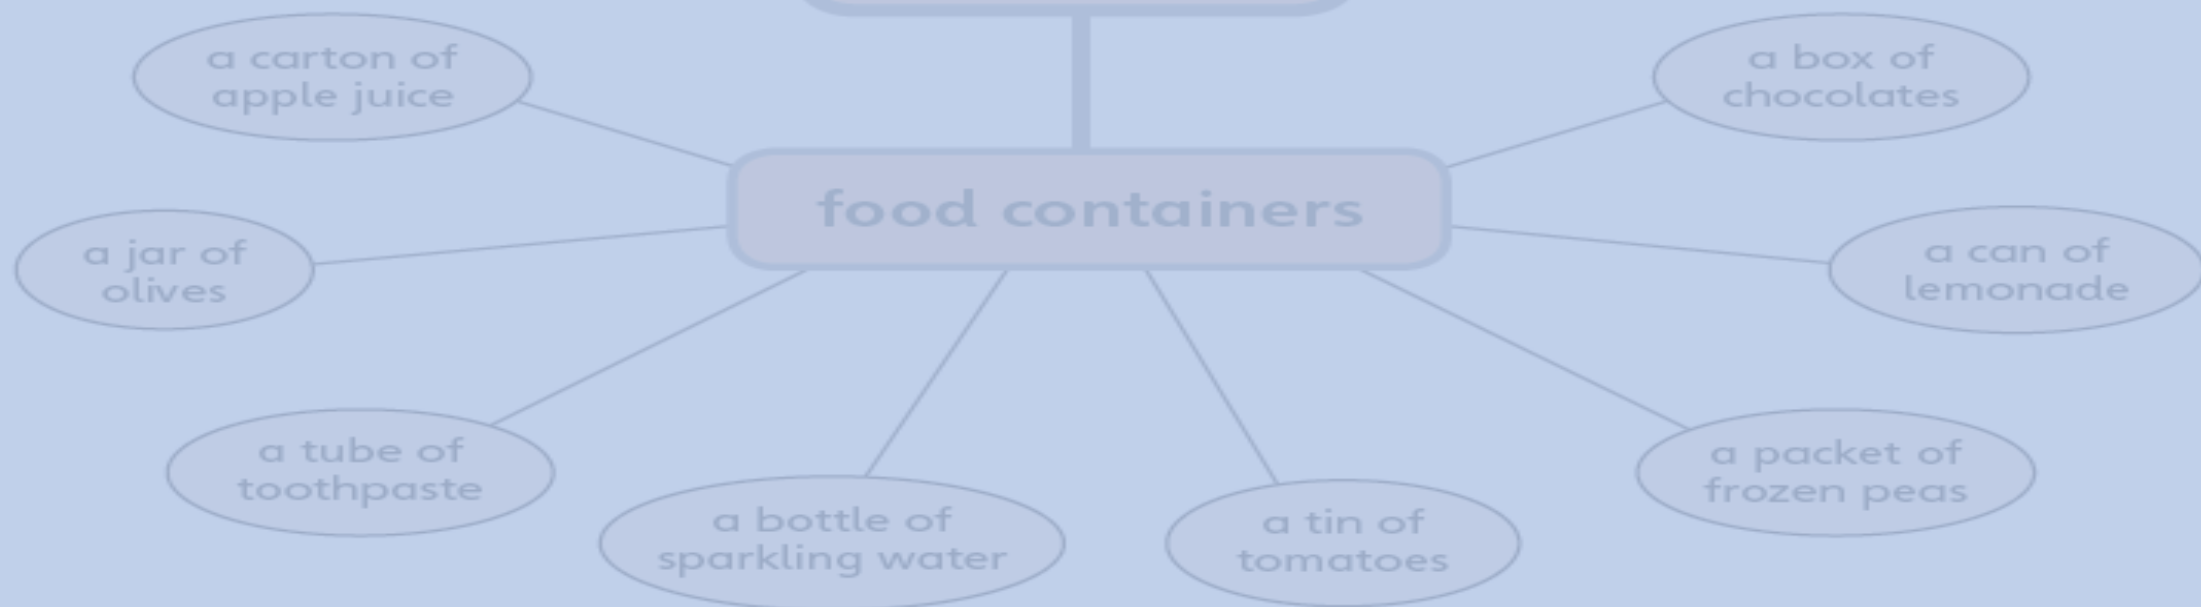 a carton of
apple juice
a box of
chocolates
food containers
a jar of
olives
a can of
lemonade
a tube of
toothpaste
a packet of
frozen peas
a bottle of
sparkling water
a tin of
tomatoes